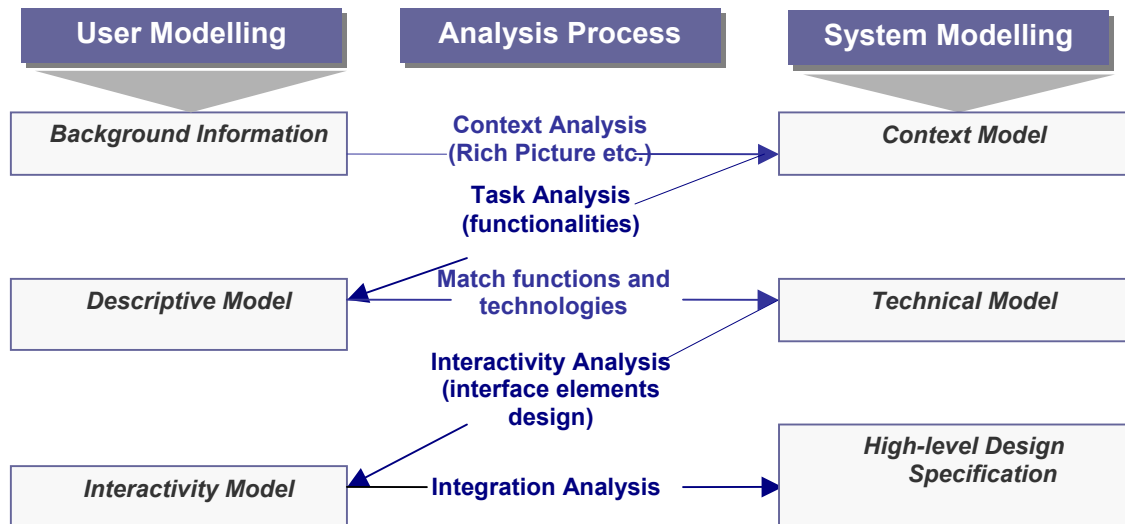 User Modelling
Analysis Process
System Modelling
Background Information
Context Analysis
(Rich Picture etc.)
Context Model
Task Analysis
(functionalities)
Descriptive Model
Match functions and
technologies
Technical Model
Interactivity Analysis
(interface elements
design)
Interactivity Model
Integration Analysis
High-level Design
Specification